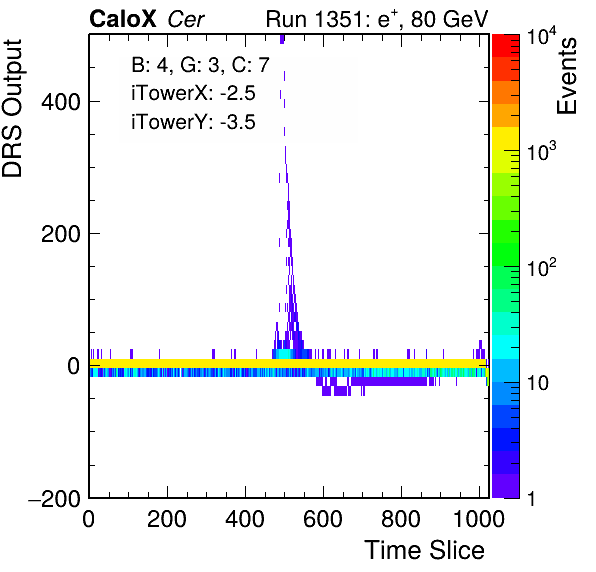 CaloX Cer
Run 1351: e+, 80 GeV
B: 4, G: 3, C: 7
iTowerX: -2.5
iTowerY: -3.5
DRS Output
400
200
0
−200
0
200
400
600
800
1000
Time Slice
Events
10^4
10^3
10^2
10
1